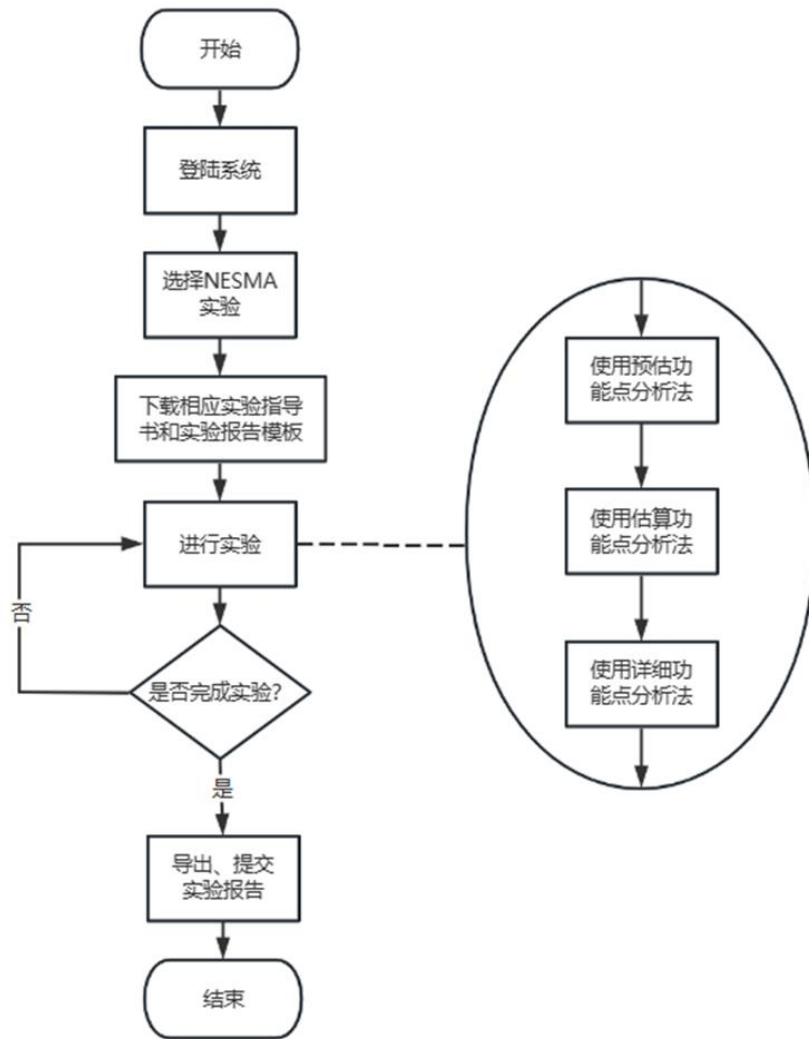 开始
登陆系统
选择NESMA
实验
下载相应实验指导
书和实验报告模板
进行实验
否
是否完成实验?
是
导出、提交
实验报告
结束
使用预估功
能点分析法
使用估算功
能点分析法
使用详细功
能点分析法